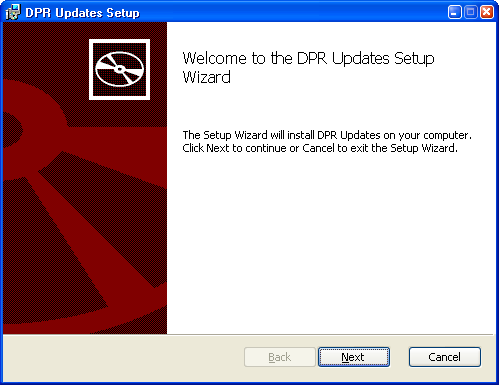 DPR Updates Setup
Welcome to the DPR Updates Setup
Wizard
The Setup Wizard will install DPR Updates on your computer.
Click Next to continue or Cancel to exit the Setup Wizard.
Back Next Cancel